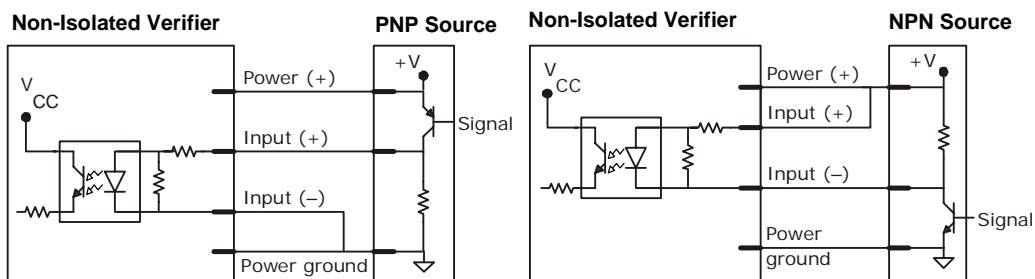 Non-Isolated Verifier
PNP Source
+V
Power (+)
V
CC
Input (+)
Signal
Input (–)
Power ground
Non-Isolated Verifier
NPN Source
+V
Power (+)
V
CC
Input (+)
Input (–)
Signal
Power
ground